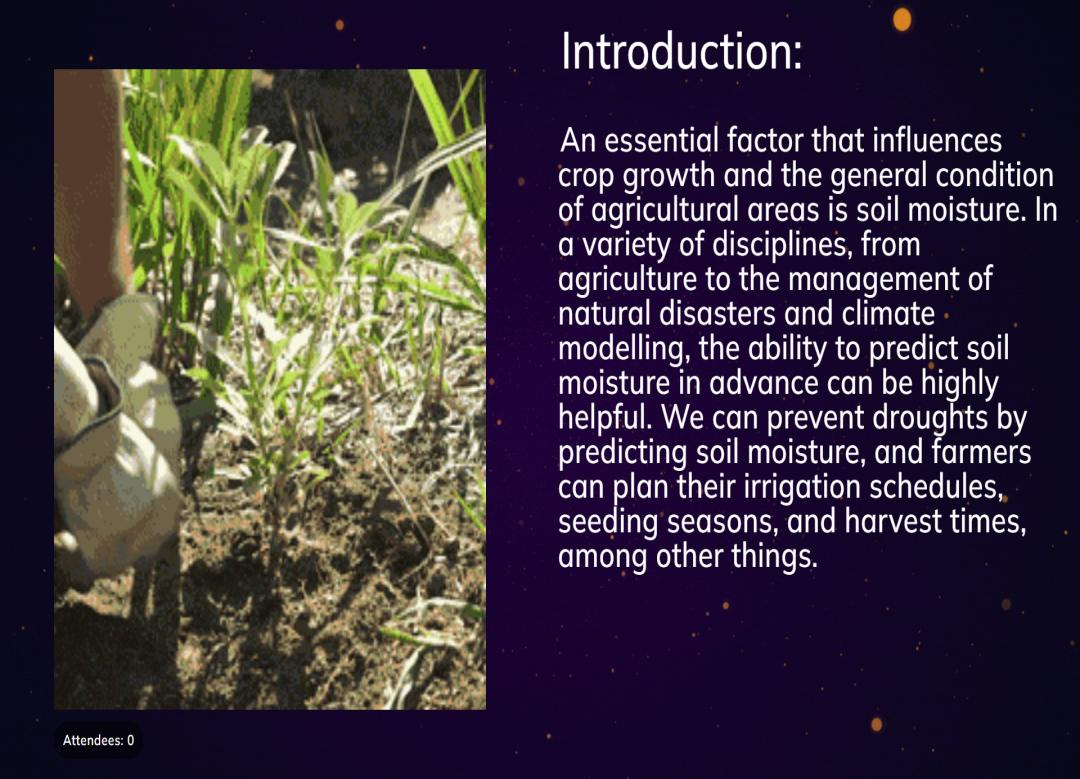 Introduction:
An essential factor that influences
crop growth and the general condition
of agricultural areas is soil moisture. In
a variety of disciplines, from
agriculture to the management of
natural disasters and climate
modelling, the ability to predict soil
moisture in advance can be highly
helpful. We can prevent droughts by
predicting soil moisture, and farmers
can plan their irrigation schedules,
seeding seasons, and harvest times,
among other things.
Attendees: 0